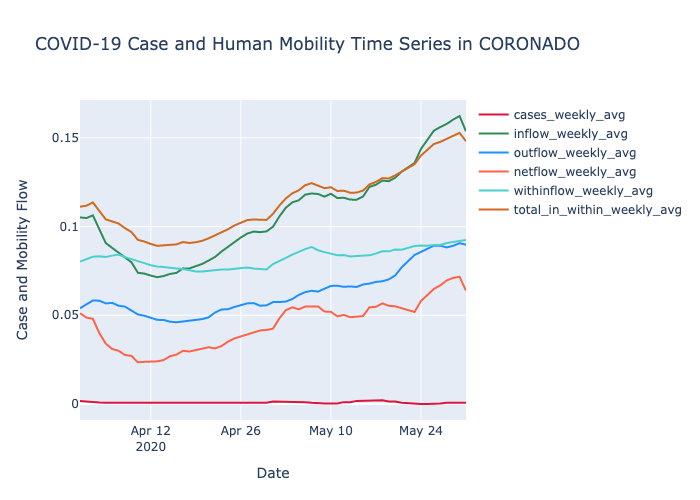 COVID-19 Case and Human Mobility Time Series in CORONADO
cases_weekly_avg
inflow_weekly_avg
outflow_weekly_avg
netflow_weekly_avg
withinflow_weekly_avg
total_in_within_weekly_avg
Case and Mobility Flow
0.15
0.1
0.05
0
Apr 12
2020
Apr 26
May 10
May 24
Date